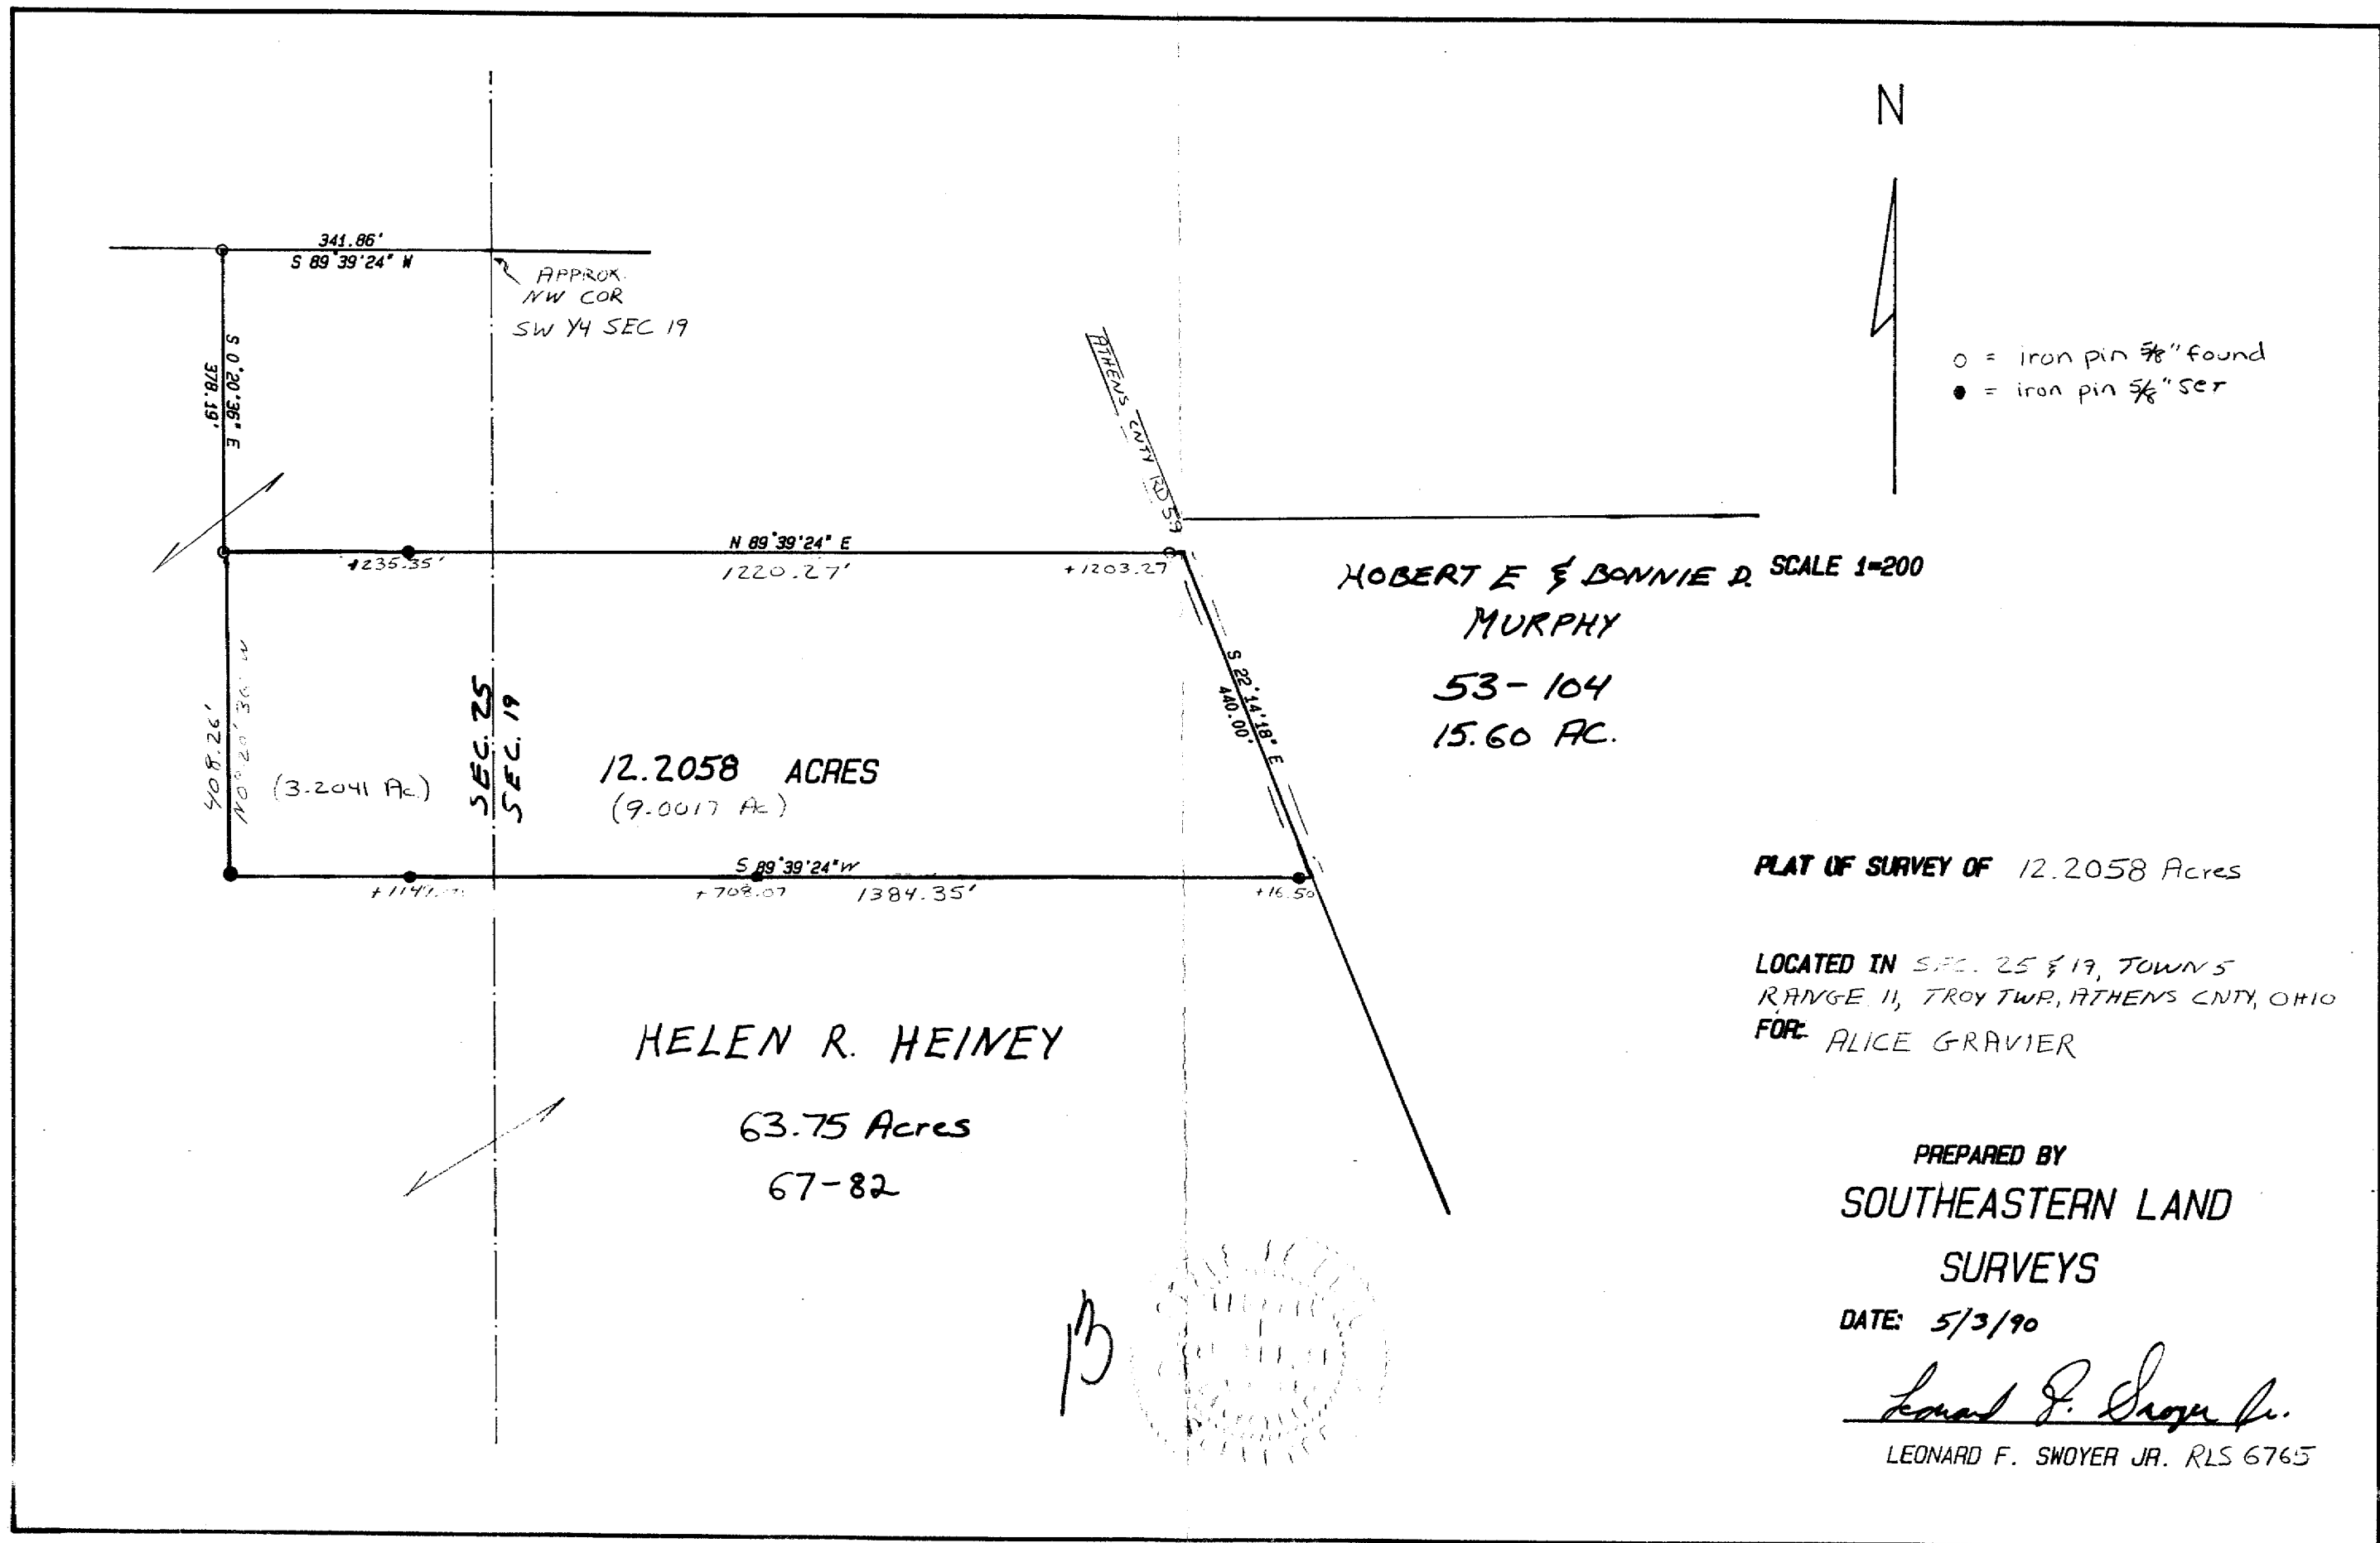 N
341.86'
S 89°39'24" W
APPROX.
NW COR
SW 1/4 SEC 19
S 0°20'36" E
378.19'
ATHENS CNTY RD 59
○ = iron pin 5/8" found
● = iron pin 5/8" set
N 89°39'24" E
+235.35'
1220.27'
+1203.27
HOBERT E & BONNIE D.
MURPHY
53-104
15.60 AC.
SCALE 1=200
S 22°14'18" E
440.00'
408.26'
N0°20'36" W
(3.2041 Ac.)
SEC. 25
SEC. 19
12.2058 ACRES
(9.0017 Ac)
S 89°39'24" W
+708.07
1384.35'
+16.50
HELEN R. HEINEY
63.75 Acres
67-82
PLAT OF SURVEY OF 12.2058 Acres
LOCATED IN SEC. 25 & 19, TOWN 5
RANGE 11, TROY TWP., ATHENS CNTY, OHIO
FOR: ALICE GRAVIER
PREPARED BY
SOUTHEASTERN LAND
SURVEYS
DATE: 5/3/90
Leonard F. Swoyer Jr.
LEONARD F. SWOYER JR. RLS 6765